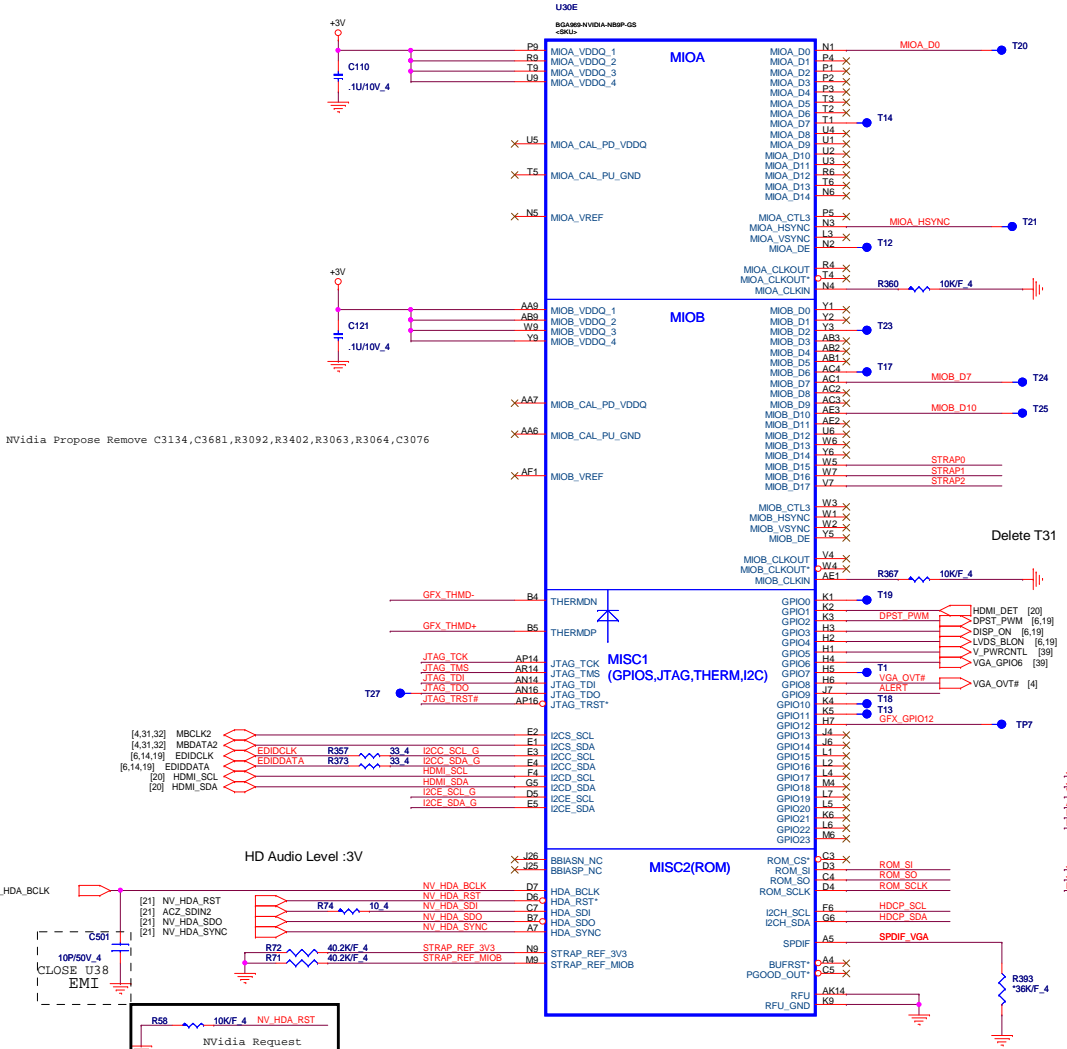 U30E
BGA969-NVIDIA-NB9P-GS
<SKU>
+3V
C110
.1U/10V_4
P9 MIOA_VDDQ_1
R9 MIOA_VDDQ_2
T9 MIOA_VDDQ_3
U9 MIOA_VDDQ_4
U5 MIOA_CAL_PD_VDDQ
T5 MIOA_CAL_PU_GND
N5 MIOA_VREF
MIOA
MIOA_D0 N1 MIOA_D0 T20
MIOA_D1 P4
MIOA_D2 P1
MIOA_D3 P2
MIOA_D4 P3
MIOA_D5 T3
MIOA_D6 T2
MIOA_D7 T1 T14
MIOA_D8 U4
MIOA_D9 U1
MIOA_D10 U2
MIOA_D11 U3
MIOA_D12 R6
MIOA_D13 T6
MIOA_D14 N6
MIOA_CTL3 P5
MIOA_HSYNC N3 MIOA_HSYNC T21
MIOA_VSYNC L3
MIOA_DE N2 T12
MIOA_CLKOUT R4
MIOA_CLKOUT* T4
MIOA_CLKIN N4 R360 10K/F_4
+3V
C121
.1U/10V_4
AA9 MIOB_VDDQ_1
AB9 MIOB_VDDQ_2
W9 MIOB_VDDQ_3
Y9 MIOB_VDDQ_4
AA7 MIOB_CAL_PD_VDDQ
AA6 MIOB_CAL_PU_GND
AF1 MIOB_VREF
NVidia Propose Remove C3134,C3681,R3092,R3402,R3063,R3064,C3076
MIOB
MIOB_D0 Y1
MIOB_D1 Y2
MIOB_D2 Y3 T23
MIOB_D3 AB3
MIOB_D4 AB2
MIOB_D5 AB1
MIOB_D6 AC4 T17
MIOB_D7 AC1 MIOB_D7 T24
MIOB_D8 AC2
MIOB_D9 AC3
MIOB_D10 AE3 MIOB_D10 T25
MIOB_D11 AE2
MIOB_D12 U6
MIOB_D13 W6
MIOB_D14 Y6
MIOB_D15 W5 STRAP0
MIOB_D16 W7 STRAP1
MIOB_D17 V7 STRAP2
MIOB_CTL3 W3
MIOB_HSYNC W1
MIOB_VSYNC W2
MIOB_DE Y5
MIOB_CLKOUT V4
MIOB_CLKOUT* W4
MIOB_CLKIN AE1 R367 10K/F_4
Delete T31
GFX_THMD- B4 THERMDN
GFX_THMD+ B5 THERMDP
JTAG_TCK AP14 JTAG_TCK
JTAG_TMS AR14 JTAG_TMS
JTAG_TDI AN14 JTAG_TDI
T27 JTAG_TDO AN16 JTAG_TDO
JTAG_TRST# AP16 JTAG_TRST*
MISC1
(GPIOS,JTAG,THERM,I2C)
GPIO0 K1 T19
GPIO1 K2 HDMI_DET [20]
GPIO2 K3 DPST_PWM DPST_PWM [6,19]
GPIO3 H3 DISP_ON [6,19]
GPIO4 H2 LVDS_BLON [6,19]
GPIO5 H1 V_PWRCNTL [39]
GPIO6 H4 VGA_GPIO6 [39]
GPIO7 H5 T1
GPIO8 H6 VGA_OVT# VGA_OVT# [4]
GPIO9 J7 ALERT
GPIO10 K4 T18
GPIO11 K5 T13
GPIO12 H7 GFX_GPIO12 TP7
GPIO13 J4
GPIO14 J6
GPIO15 L1
GPIO16 L2
GPIO17 L4
GPIO18 M4
GPIO19 L7
GPIO20 L5
GPIO21 K6
GPIO22 L6
GPIO23 M6
[4,31,32] MBCLK2 E2 I2CS_SCL
[4,31,32] MBDATA2 E1 I2CS_SDA
[6,14,19] EDIDCLK EDIDCLK R357 33_4 I2CC_SCL_G E3 I2CC_SCL
[6,14,19] EDIDDATA EDIDDATA R373 33_4 I2CC_SDA_G E4 I2CC_SDA
[20] HDMI_SCL HDMI_SCL F4 I2CD_SCL
[20] HDMI_SDA HDMI_SDA G5 I2CD_SDA
I2CE_SCL_G D5 I2CE_SCL
I2CE_SDA_G E5 I2CE_SDA
HD Audio Level :3V
J26 BBIASN_NC
J25 BBIASP_NC
_HDA_BCLK NV_HDA_BCLK D7 HDA_BCLK
[21] NV_HDA_RST NV_HDA_RST D6 HDA_RST*
[21] ACZ_SDIN2 R74 10_4 NV_HDA_SDI C7 HDA_SDI
[21] NV_HDA_SDO NV_HDA_SDO B7 HDA_SDO
[21] NV_HDA_SYNC NV_HDA_SYNC A7 HDA_SYNC
R72 40.2K/F_4 STRAP_REF_3V3 N9 STRAP_REF_3V3
R71 40.2K/F_4 STRAP_REF_MIOB M9 STRAP_REF_MIOB
MISC2(ROM)
ROM_CS* C3
ROM_SI D3 ROM_SI
ROM_SO C4 ROM_SO
ROM_SCLK D4 ROM_SCLK
I2CH_SCL F6 HDCP_SCL
I2CH_SDA G6 HDCP_SDA
SPDIF A5 SPDIF_VGA
BUFRST* A4
PGOOD_OUT* C5
RFU AK14
RFU_GND K9
R393
*36K/F_4
C501
10P/50V_4
CLOSE U38
EMI
R58 10K/F_4 NV_HDA_RST
NVidia Request